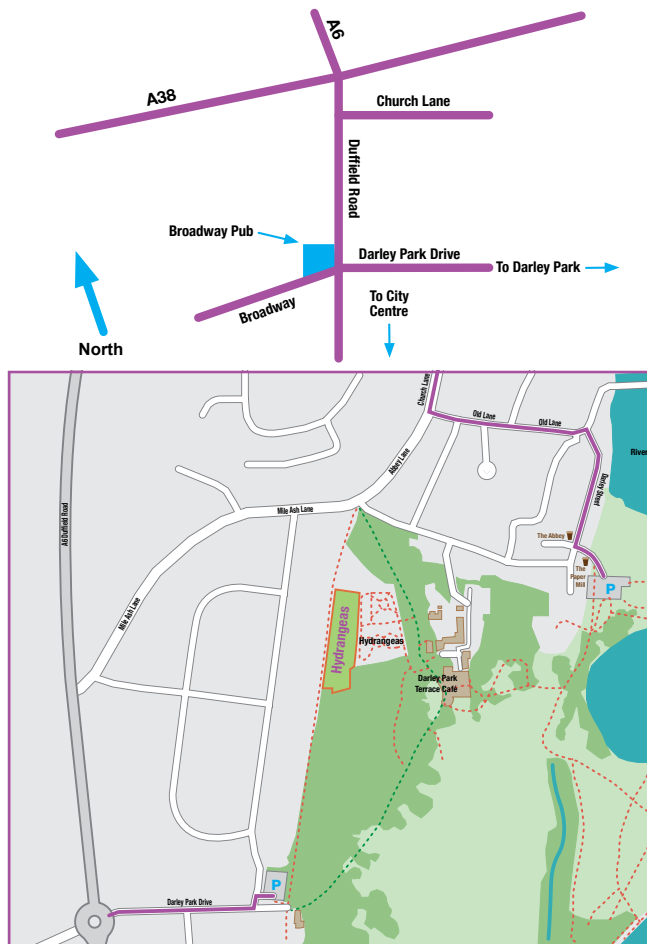 A6
A38
Church Lane
Duffield Road
Broadway Pub
Darley Park Drive
To Darley Park
Broadway
To City
Centre
North
Church Lane
Old Lane
Old Lane
River
Abbey Lane
A6 Duffield Road
Darley Street
Mile Ash Lane
The Abbey
The
Paper
Mill
P
Mile Ash Lane
Hydrangeas
Hydrangeas
Darley Park
Terrace Café
P
Darley Park Drive